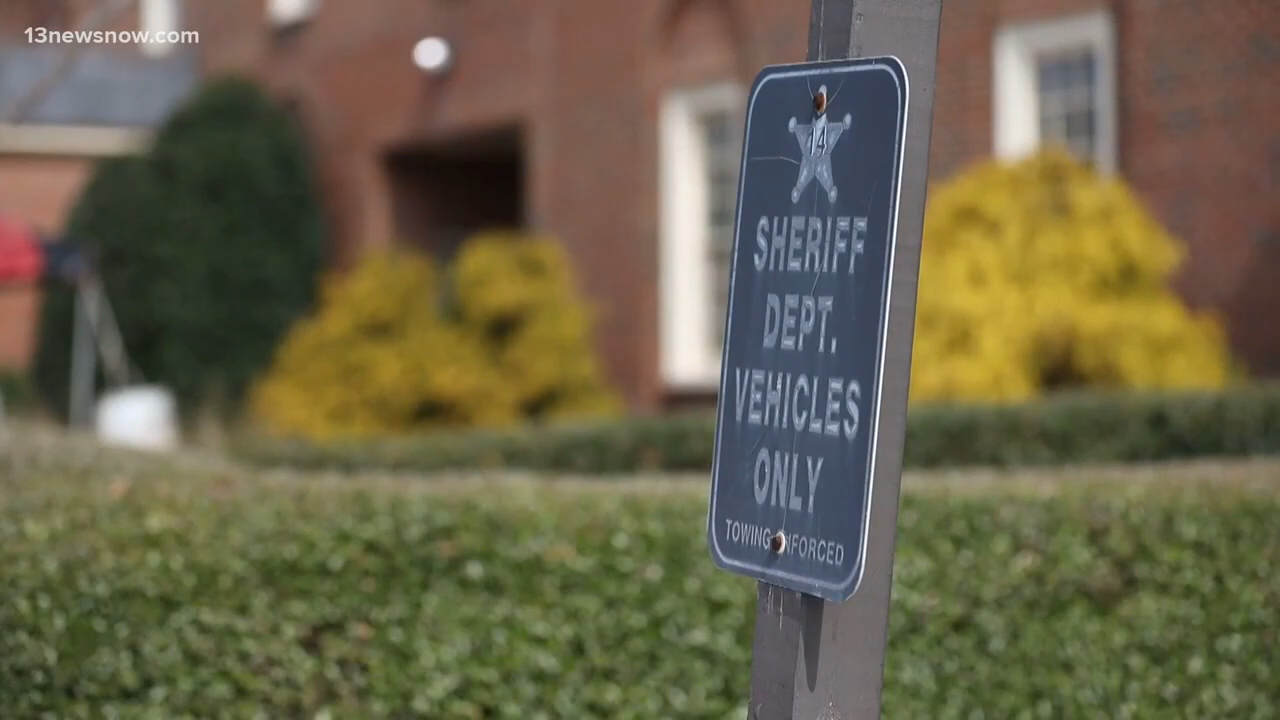 13newsnow.com
14
SHERIFF
DEPT.
VEHICLES
ONLY
TOWING ENFORCED